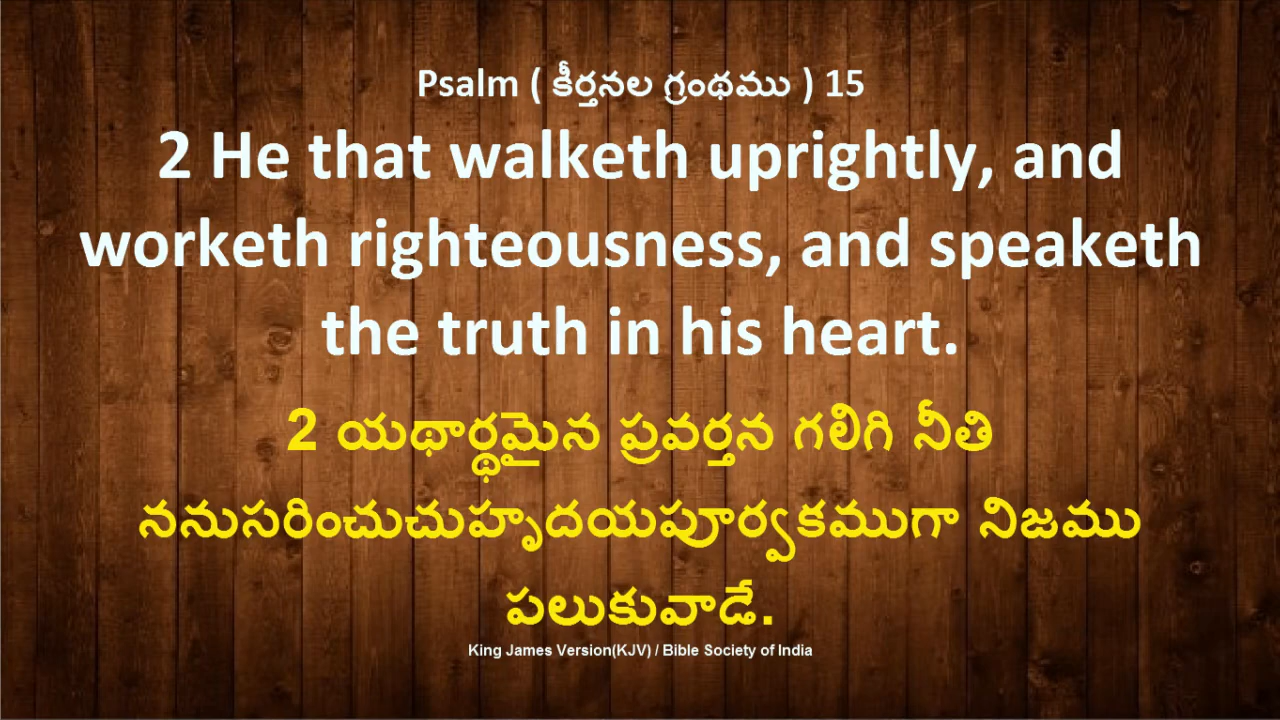 Psalm ( కీర్తనల గ్రంథము ) 15
2 He that walketh uprightly, and
worketh righteousness, and speaketh
the truth in his heart.
2 యథార్థమైన ప్రవర్తన గలిగి నీతి
ననుసరించుచుహృదయపూర్వకముగా నిజము
పలుకువాడే.
King James Version(KJV) / Bible Society of India